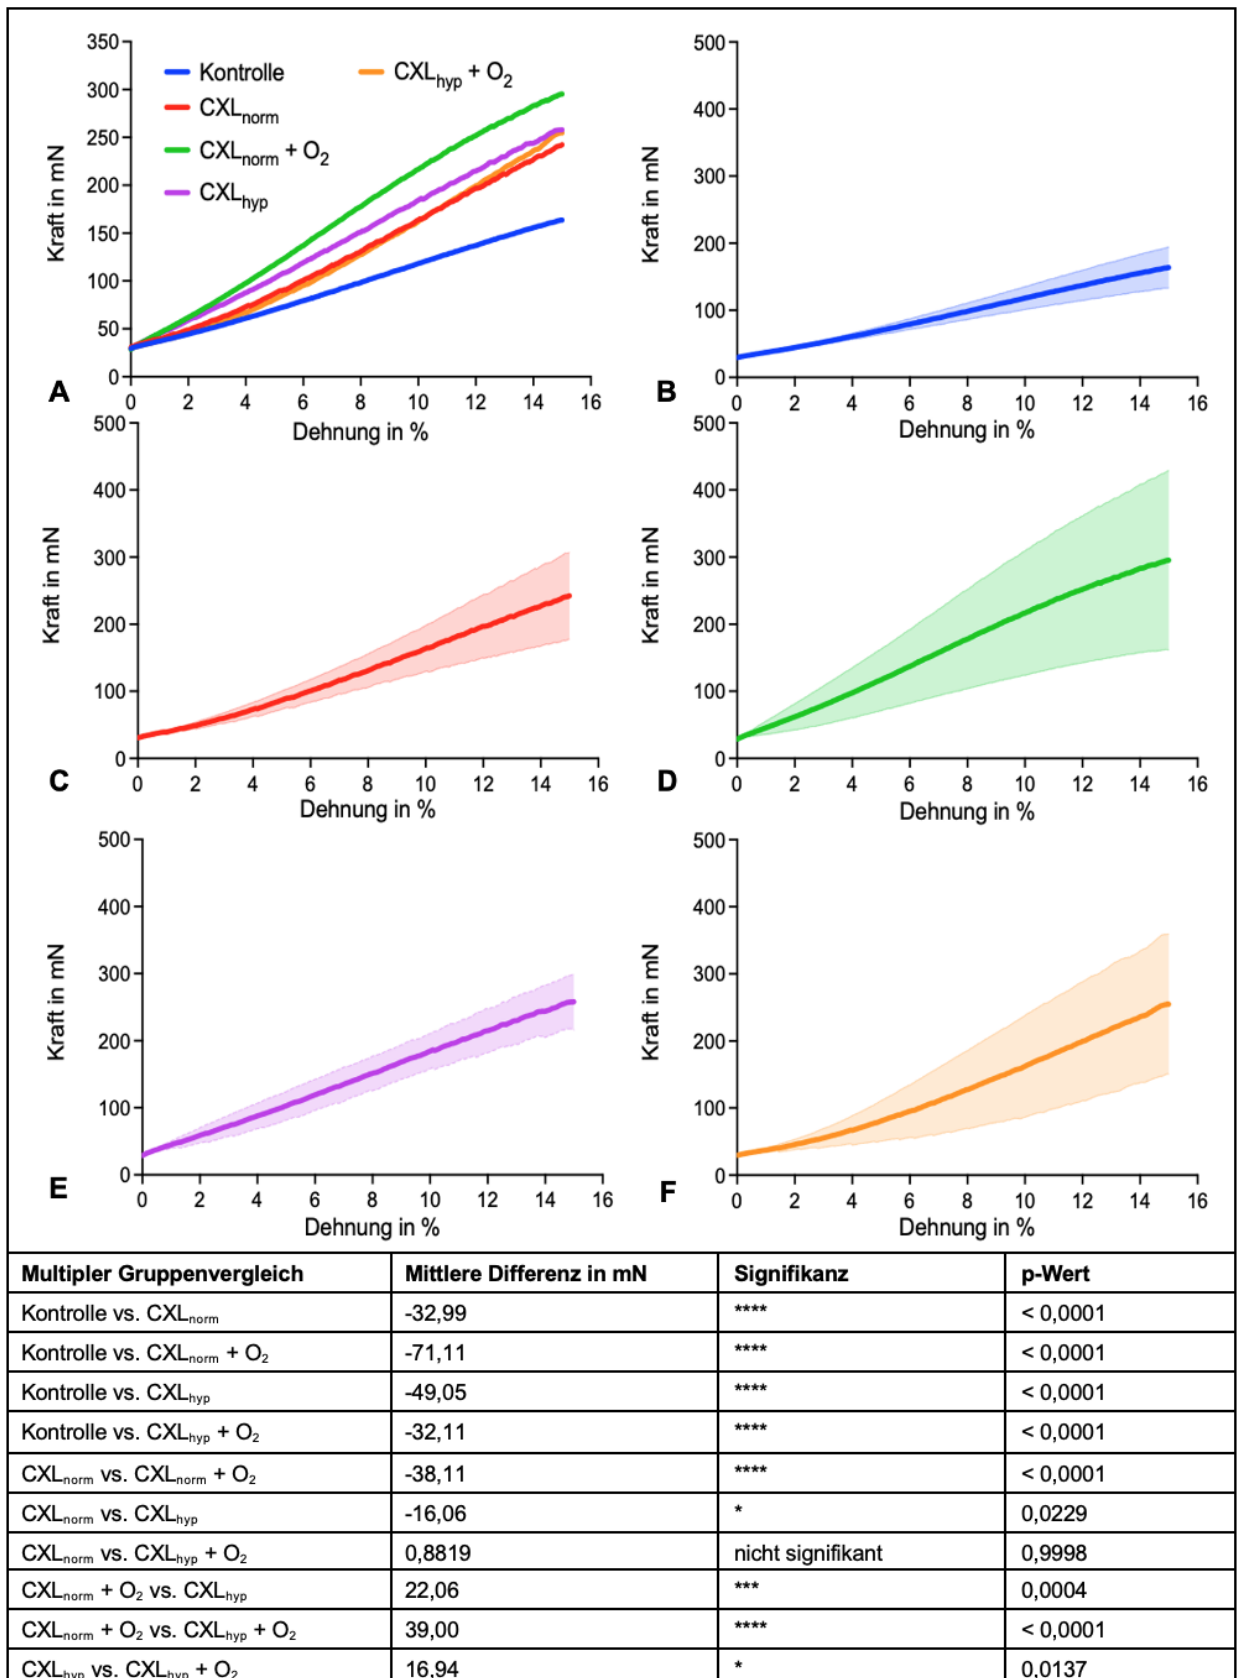 350
300
250
200
150
100
50
0
Kraft in mN
Kontrolle
CXLnorm
CXLnorm + O2
CXLhyp
CXLhyp + O2
0 2 4 6 8 10 12 14 16
Dehnung in %
A
500
400
300
200
100
0
Kraft in mN
0 2 4 6 8 10 12 14 16
Dehnung in %
B
500
400
300
200
100
0
Kraft in mN
0 2 4 6 8 10 12 14 16
Dehnung in %
C
500
400
300
200
100
0
Kraft in mN
0 2 4 6 8 10 12 14 16
Dehnung in %
D
500
400
300
200
100
0
Kraft in mN
0 2 4 6 8 10 12 14 16
Dehnung in %
E
500
400
300
200
100
0
Kraft in mN
0 2 4 6 8 10 12 14 16
Dehnung in %
F
Multipler Gruppenvergleich Mittlere Differenz in mN Signifikanz p-Wert
Kontrolle vs. CXLnorm -32,99 **** < 0,0001
Kontrolle vs. CXLnorm + O2 -71,11 **** < 0,0001
Kontrolle vs. CXLhyp -49,05 **** < 0,0001
Kontrolle vs. CXLhyp + O2 -32,11 **** < 0,0001
CXLnorm vs. CXLnorm + O2 -38,11 **** < 0,0001
CXLnorm vs. CXLhyp -16,06 * 0,0229
CXLnorm vs. CXLhyp + O2 0,8819 nicht signifikant 0,9998
CXLnorm + O2 vs. CXLhyp 22,06 *** 0,0004
CXLnorm + O2 vs. CXLhyp + O2 39,00 **** < 0,0001
CXLhyp vs. CXLhyp + O2 16,94 * 0,0137